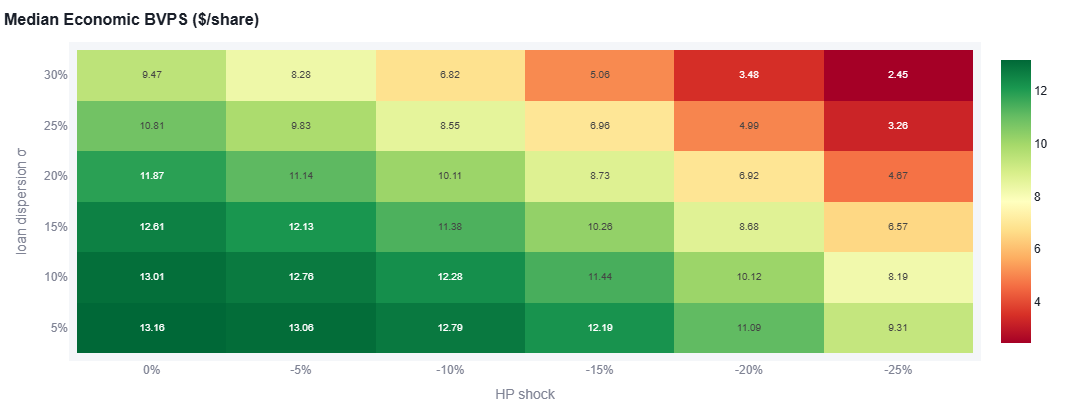 Median Economic BVPS ($/share)
30% 9.47 8.28 6.82 5.06 3.48 2.45
25% 10.81 9.83 8.55 6.96 4.99 3.26
20% 11.87 11.14 10.11 8.73 6.92 4.67
15% 12.61 12.13 11.38 10.26 8.68 6.57
10% 13.01 12.76 12.28 11.44 10.12 8.19
5% 13.16 13.06 12.79 12.19 11.09 9.31
0% -5% -10% -15% -20% -25%
HP shock
loan dispersion σ
12
10
8
6
4